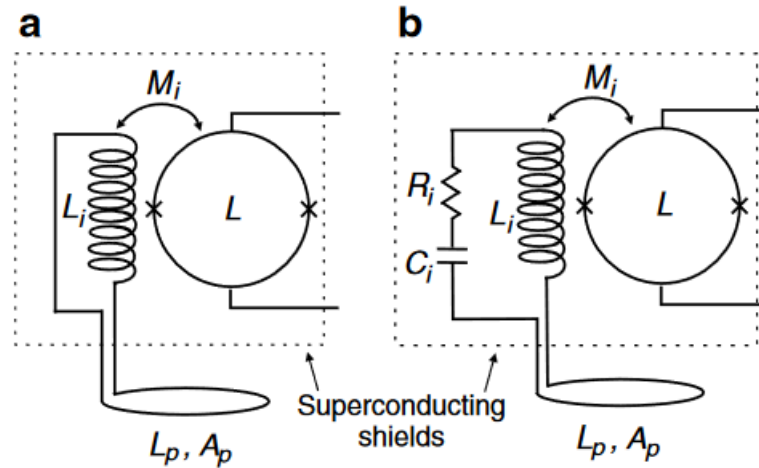 a
b
M_i
M_i
L_i
L
R_i
L_i
L
C_i
Superconducting
shields
L_p, A_p
L_p, A_p